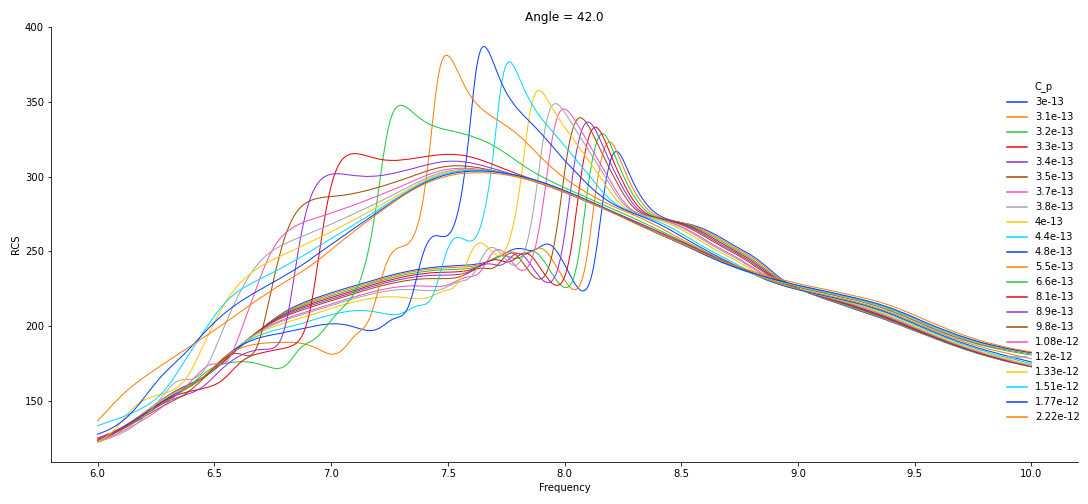 Angle = 42.0
400
350
300
250
200
150
RCS
6.0
6.5
7.0
7.5
8.0
8.5
9.0
9.5
10.0
Frequency
C_p
3e-13
3.1e-13
3.2e-13
3.3e-13
3.4e-13
3.5e-13
3.7e-13
3.8e-13
4e-13
4.4e-13
4.8e-13
5.5e-13
6.6e-13
8.1e-13
8.9e-13
9.8e-13
1.08e-12
1.2e-12
1.33e-12
1.51e-12
1.77e-12
2.22e-12